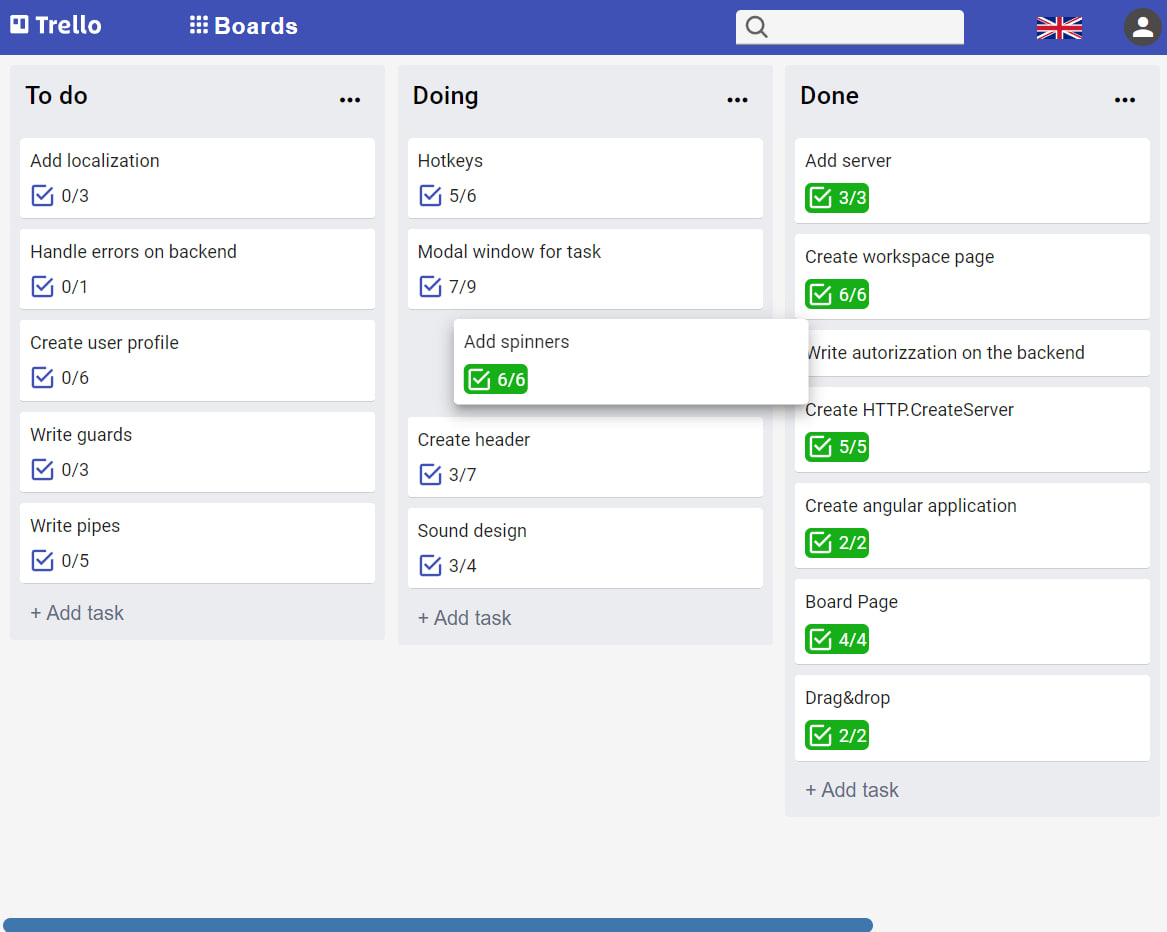 Trello
Boards
To do
Add localization
0/3
Handle errors on backend
0/1
Create user profile
0/6
Write guards
0/3
Write pipes
0/5
+ Add task
Doing
Hotkeys
5/6
Modal window for task
7/9
Add spinners
6/6
Create header
3/7
Sound design
3/4
+ Add task
Done
Add server
3/3
Create workspace page
6/6
Write autorizzation on the backend
Create HTTP.CreateServer
5/5
Create angular application
2/2
Board Page
4/4
Drag&drop
2/2
+ Add task